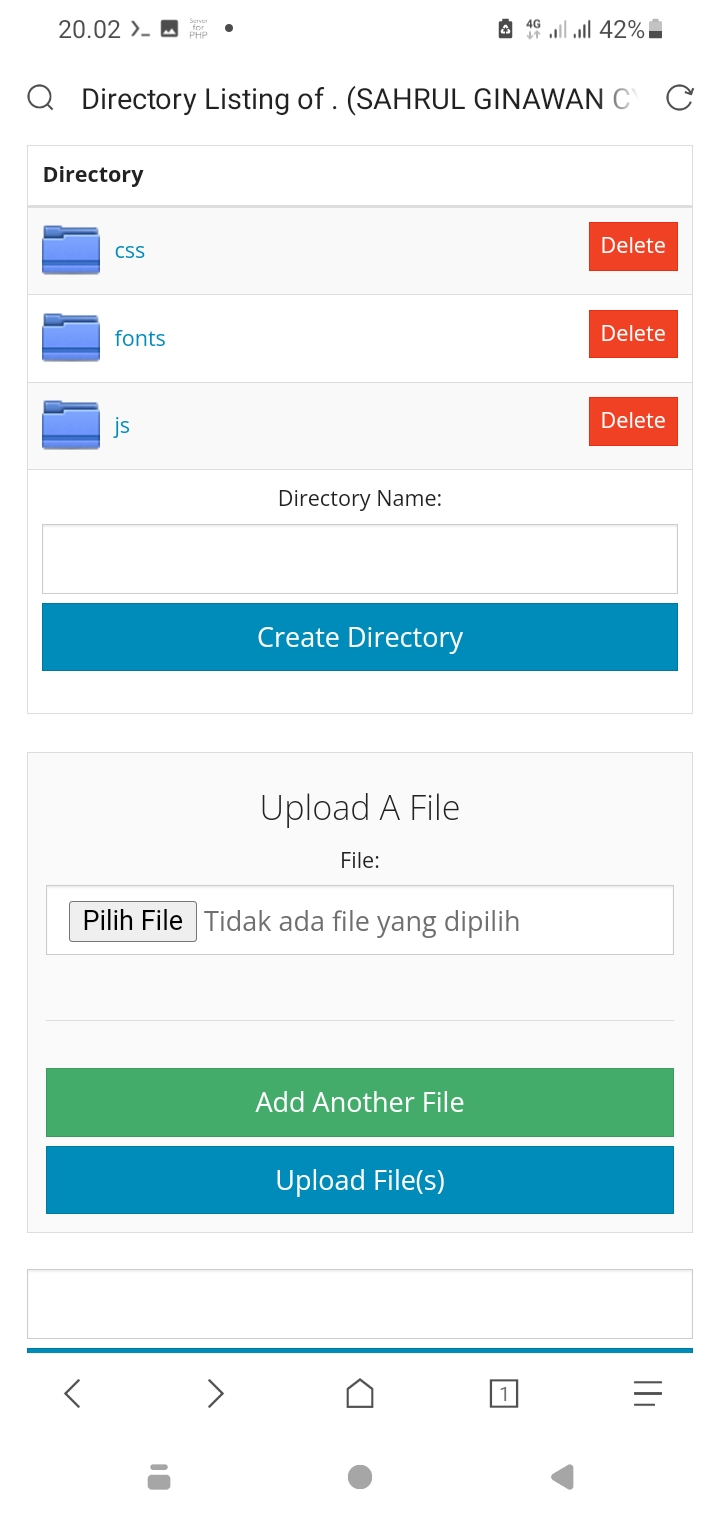 20.02
Server
for
PHP
4G
42%
Directory Listing of . (SAHRUL GINAWAN
Directory
css
Delete
fonts
Delete
js
Delete
Directory Name:
Create Directory
Upload A File
File:
Pilih File Tidak ada file yang dipilih
Add Another File
Upload File(s)
1